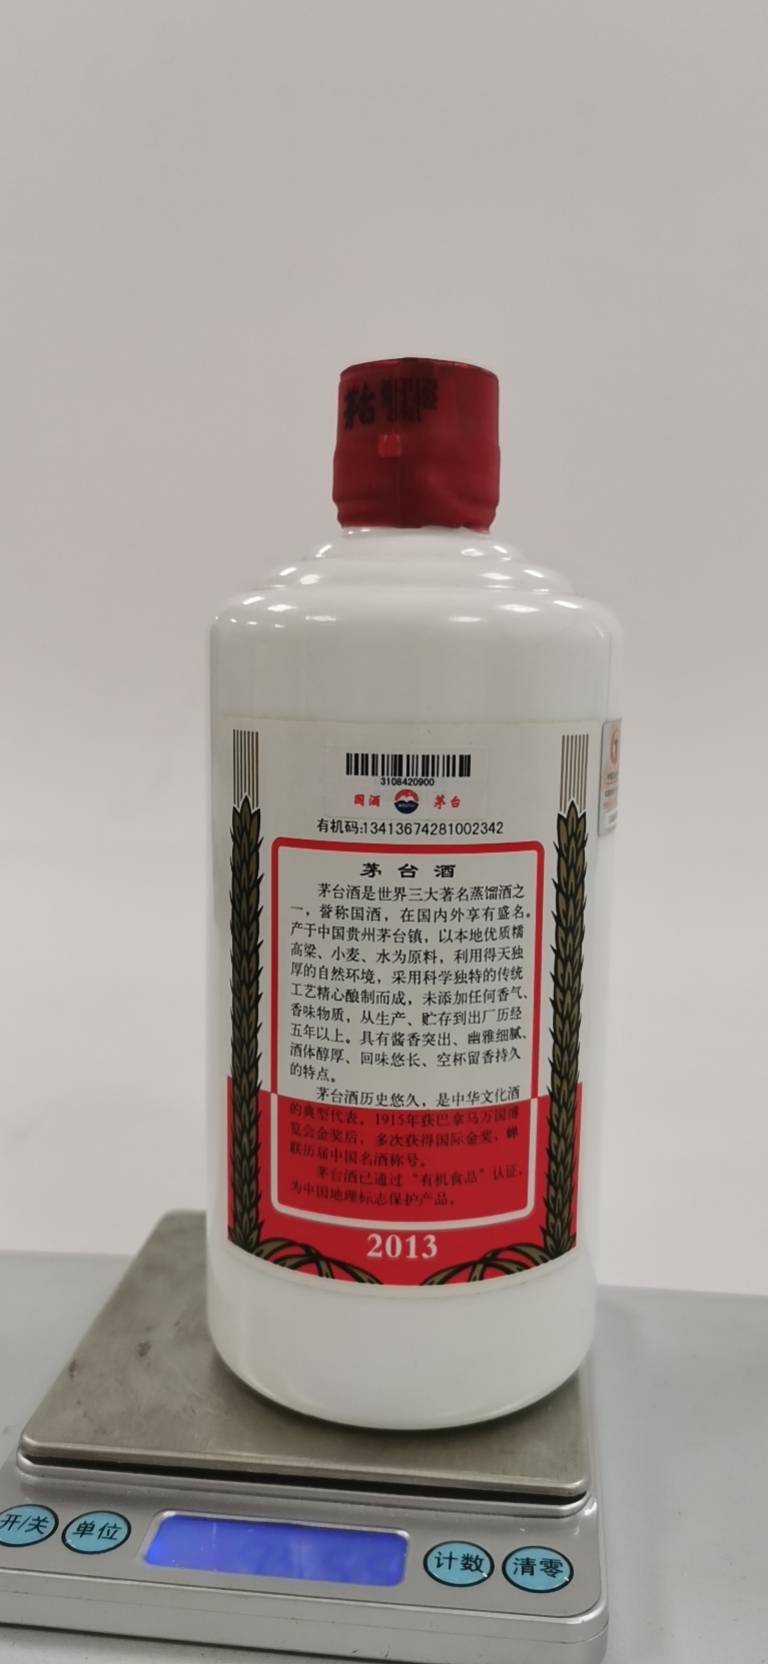 茅台
3108420900
国酒 茅台
有机码:13413674281002342
茅台酒
茅台酒是世界三大著名蒸馏酒之
一，誉称国酒，在国内外享有盛名。
产于中国贵州茅台镇，以本地优质糯
高粱、小麦、水为原料，利用得天独
厚的自然环境，采用科学独特的传统
工艺精心酿制而成，未添加任何香气、
香味物质，从生产、贮存到出厂历经
五年以上。具有酱香突出、幽雅细腻、
酒体醇厚、回味悠长、空杯留香持久
的特点。
茅台酒历史悠久，是中华文化酒
的典型代表。1915年获巴拿马万国博
览会金奖后，多次获得国际金奖，蝉
联历届中国名酒称号。
茅台酒已通过“有机食品”认证，
为中国地理标志保护产品。
2013
开/关 单位 计数 清零